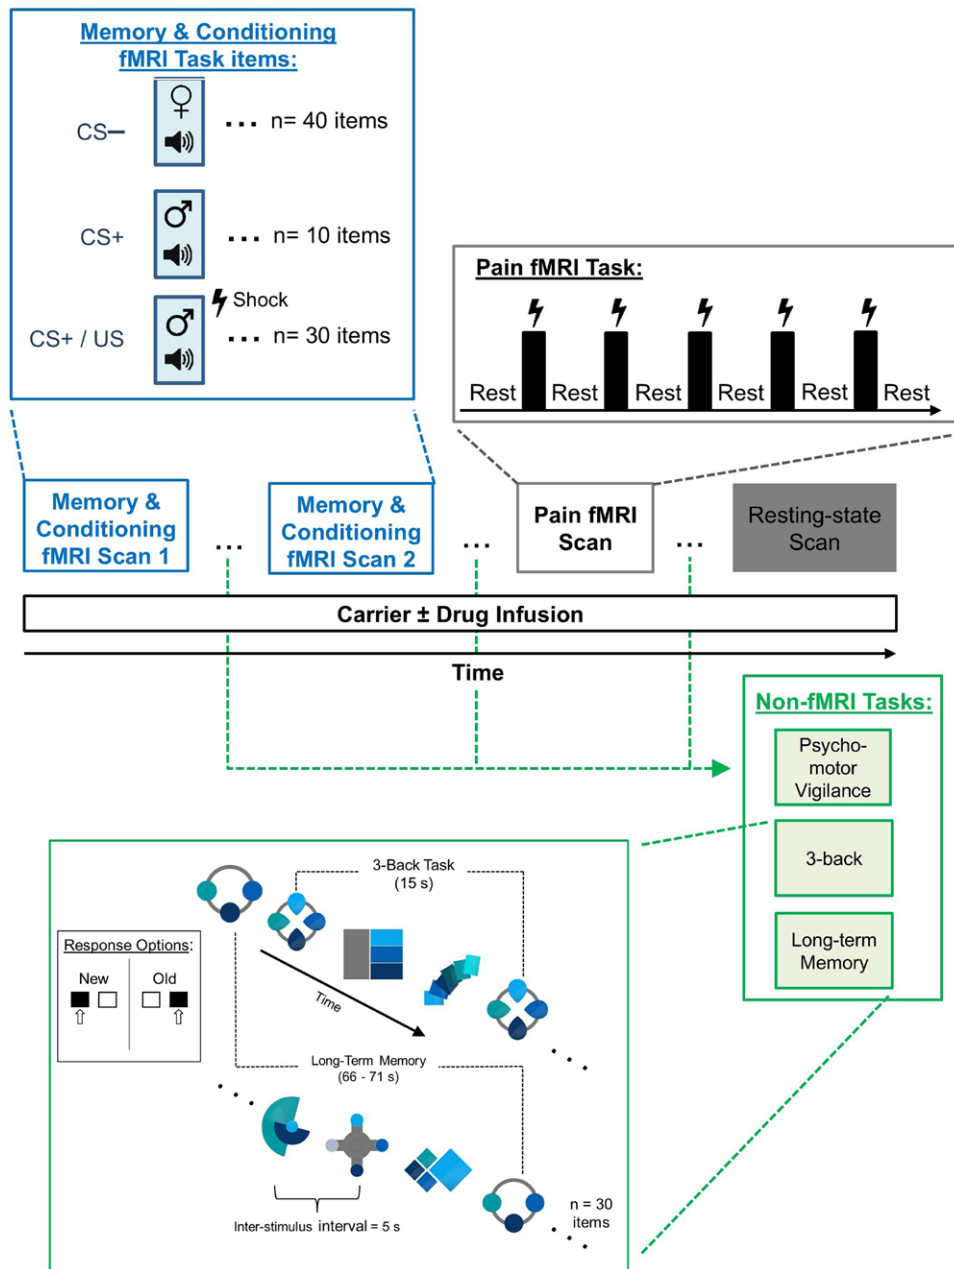 Memory & Conditioning
fMRI Task items:
CS–
... n= 40 items
CS+
... n= 10 items
Shock
CS+ / US
... n= 30 items
Pain fMRI Task:
Rest Rest Rest Rest Rest Rest
Memory &
Conditioning
fMRI Scan 1
...
Memory &
Conditioning
fMRI Scan 2
...
Pain fMRI
Scan
...
Resting-state
Scan
Carrier ± Drug Infusion
Time
Non-fMRI Tasks:
Psycho-
motor
Vigilance
3-back
Long-term
Memory
3-Back Task
(15 s)
Response Options:
New Old
Time
Long-Term Memory
(66 - 71 s)
Inter-stimulus interval = 5 s
n = 30
items